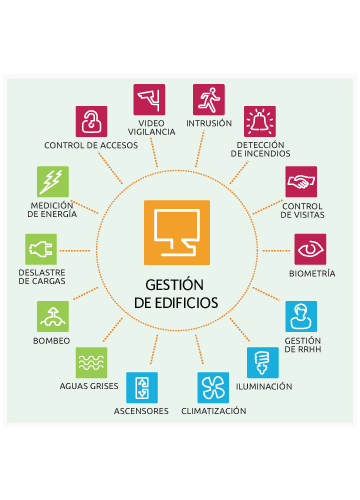 VIDEO
VIGILANCIA
INTRUSIÓN
CONTROL DE ACCESOS
DETECCIÓN
DE INCENDIOS
MEDICIÓN
DE ENERGÍA
CONTROL
DE VISITAS
DESLASTRE
DE CARGAS
BIOMETRÍA
GESTIÓN
DE EDIFICIOS
BOMBEO
GESTIÓN
DE RRHH
AGUAS GRISES
ILUMINACIÓN
ASCENSORES
CLIMATIZACIÓN